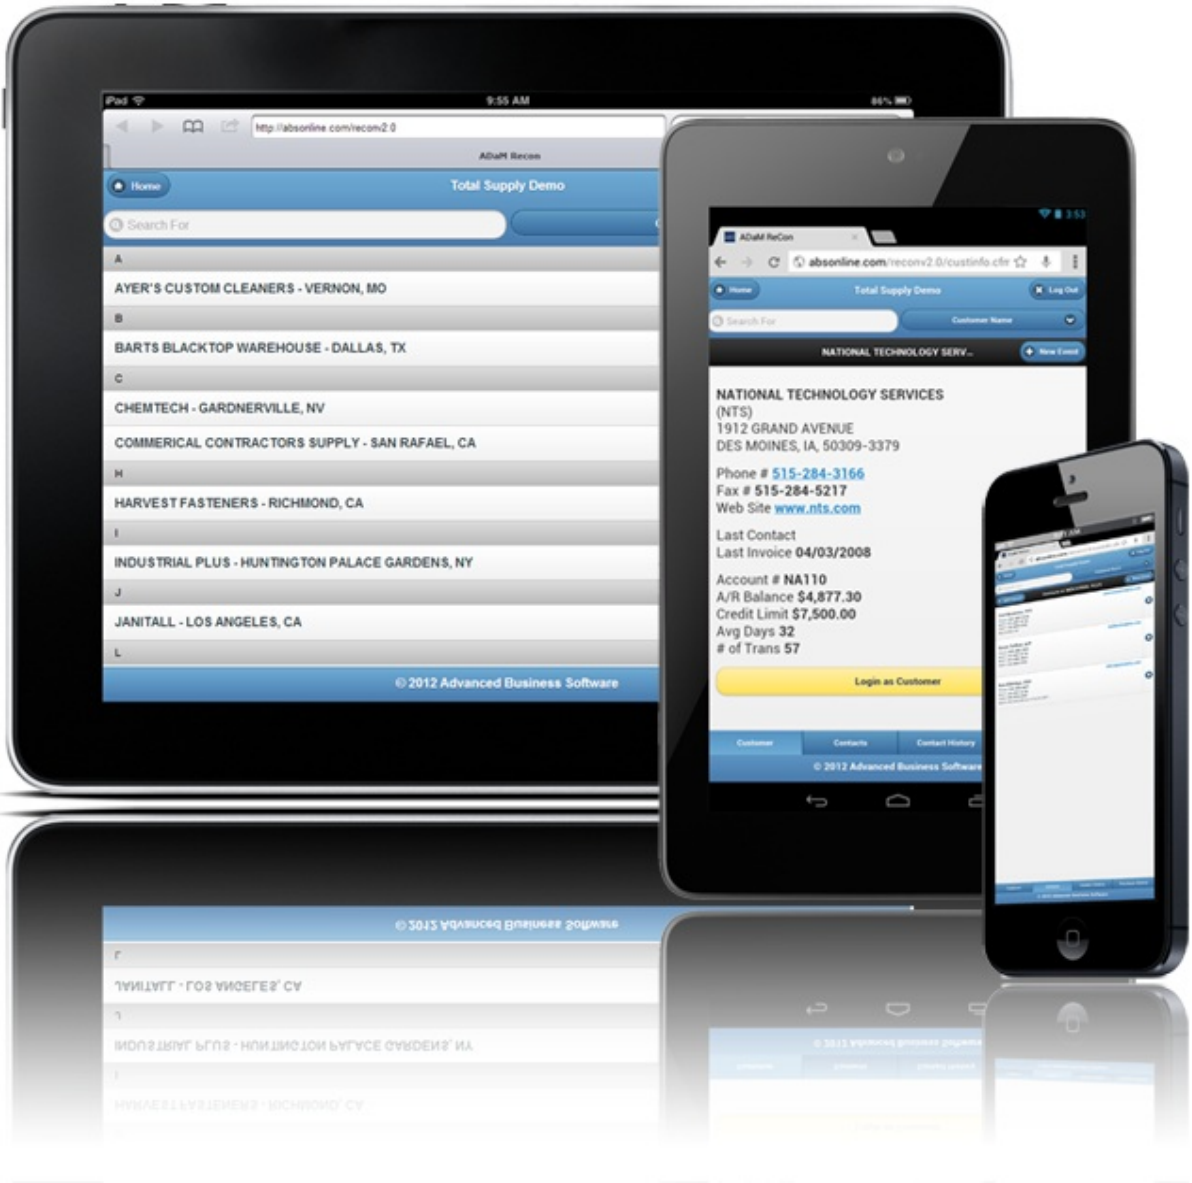 iPad
9:55 AM
86%
http://absonline.com/reconv2.0
ADaM Recon
Home
Total Supply Demo
Search For
A
AYER'S CUSTOM CLEANERS - VERNON, MO
B
BARTS BLACKTOP WAREHOUSE - DALLAS, TX
C
CHEMTECH - GARDNERVILLE, NV
COMMERICAL CONTRACTORS SUPPLY - SAN RAFAEL, CA
H
HARVEST FASTENERS - RICHMOND, CA
I
INDUSTRIAL PLUS - HUNTINGTON PALACE GARDENS, NY
J
JANITALL - LOS ANGELES, CA
L
© 2012 Advanced Business Software
3:53
ADaM ReCon
absonline.com/reconv2.0/custinfo.cfm
Home
Total Supply Demo
Log Out
Search For
Customer Name
NATIONAL TECHNOLOGY SERV...
New Event
NATIONAL TECHNOLOGY SERVICES
(NTS)
1912 GRAND AVENUE
DES MOINES, IA, 50309-3379
Phone # 515-284-3166
Fax # 515-284-5217
Web Site www.nts.com
Last Contact
Last Invoice 04/03/2008
Account # NA110
A/R Balance $4,877.30
Credit Limit $7,500.00
Avg Days 32
# of Trans 57
Login as Customer
Customer
Contacts
Contact History
© 2012 Advanced Business Software